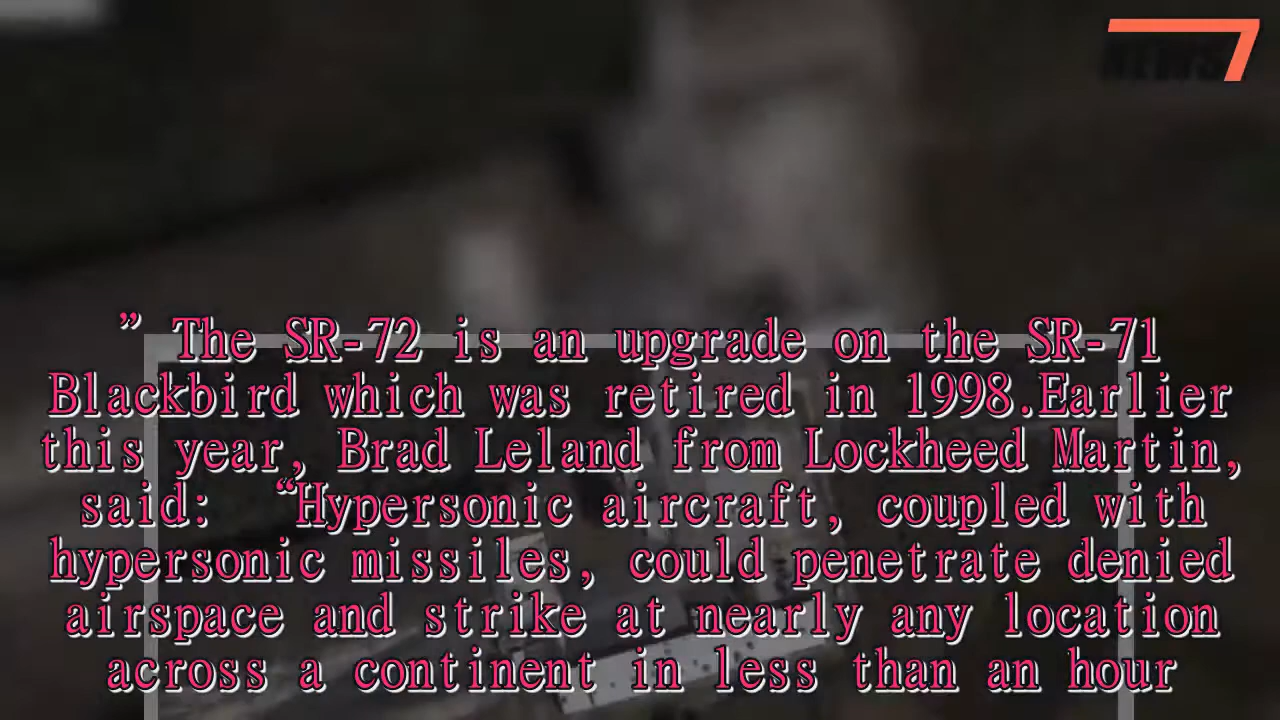 NEWS7
” The SR-72 is an upgrade on the SR-71
Blackbird which was retired in 1998.Earlier
this year, Brad Leland from Lockheed Martin,
said: “Hypersonic aircraft, coupled with
hypersonic missiles, could penetrate denied
airspace and strike at nearly any location
across a continent in less than an hour